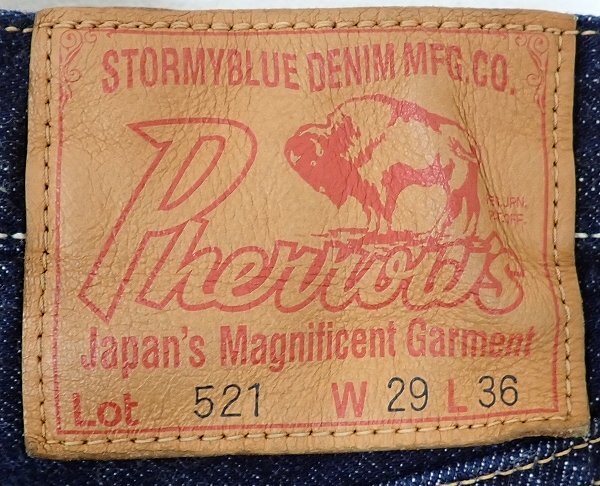 STORMYBLUE DENIM MFG.CO.
Pherrow's
Japan's Magnificent Garment
Lot 521 W 29 L 36